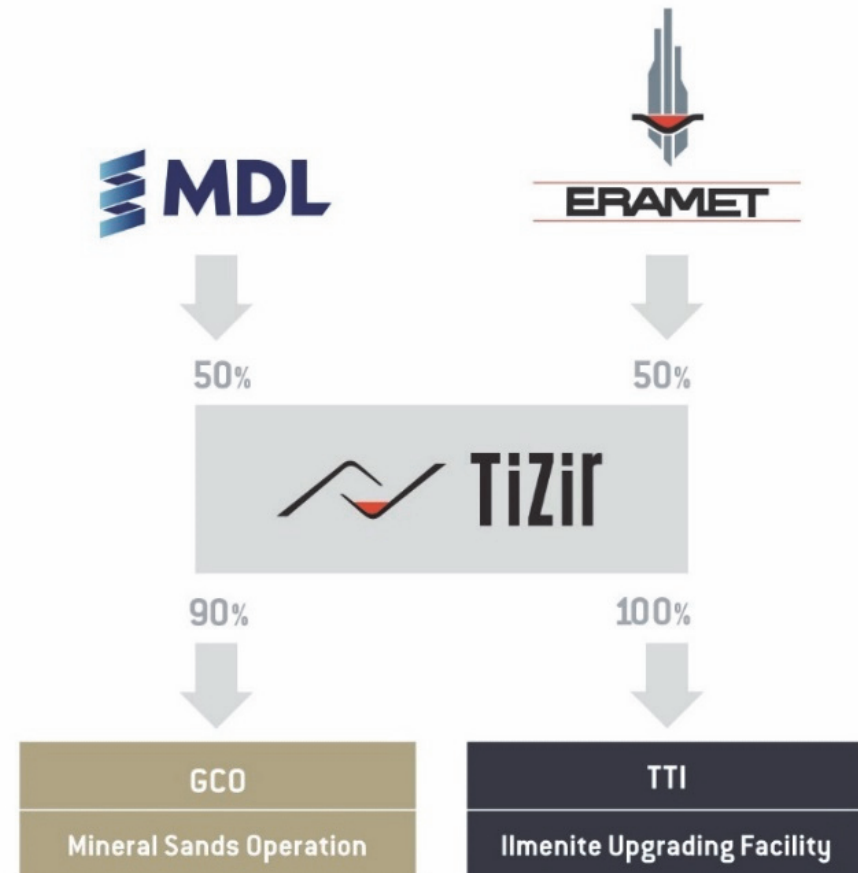 MDL
ERAMET
50% 50%
TiZir
90% 100%
GCO
Mineral Sands Operation
TTI
Ilmenite Upgrading Facility